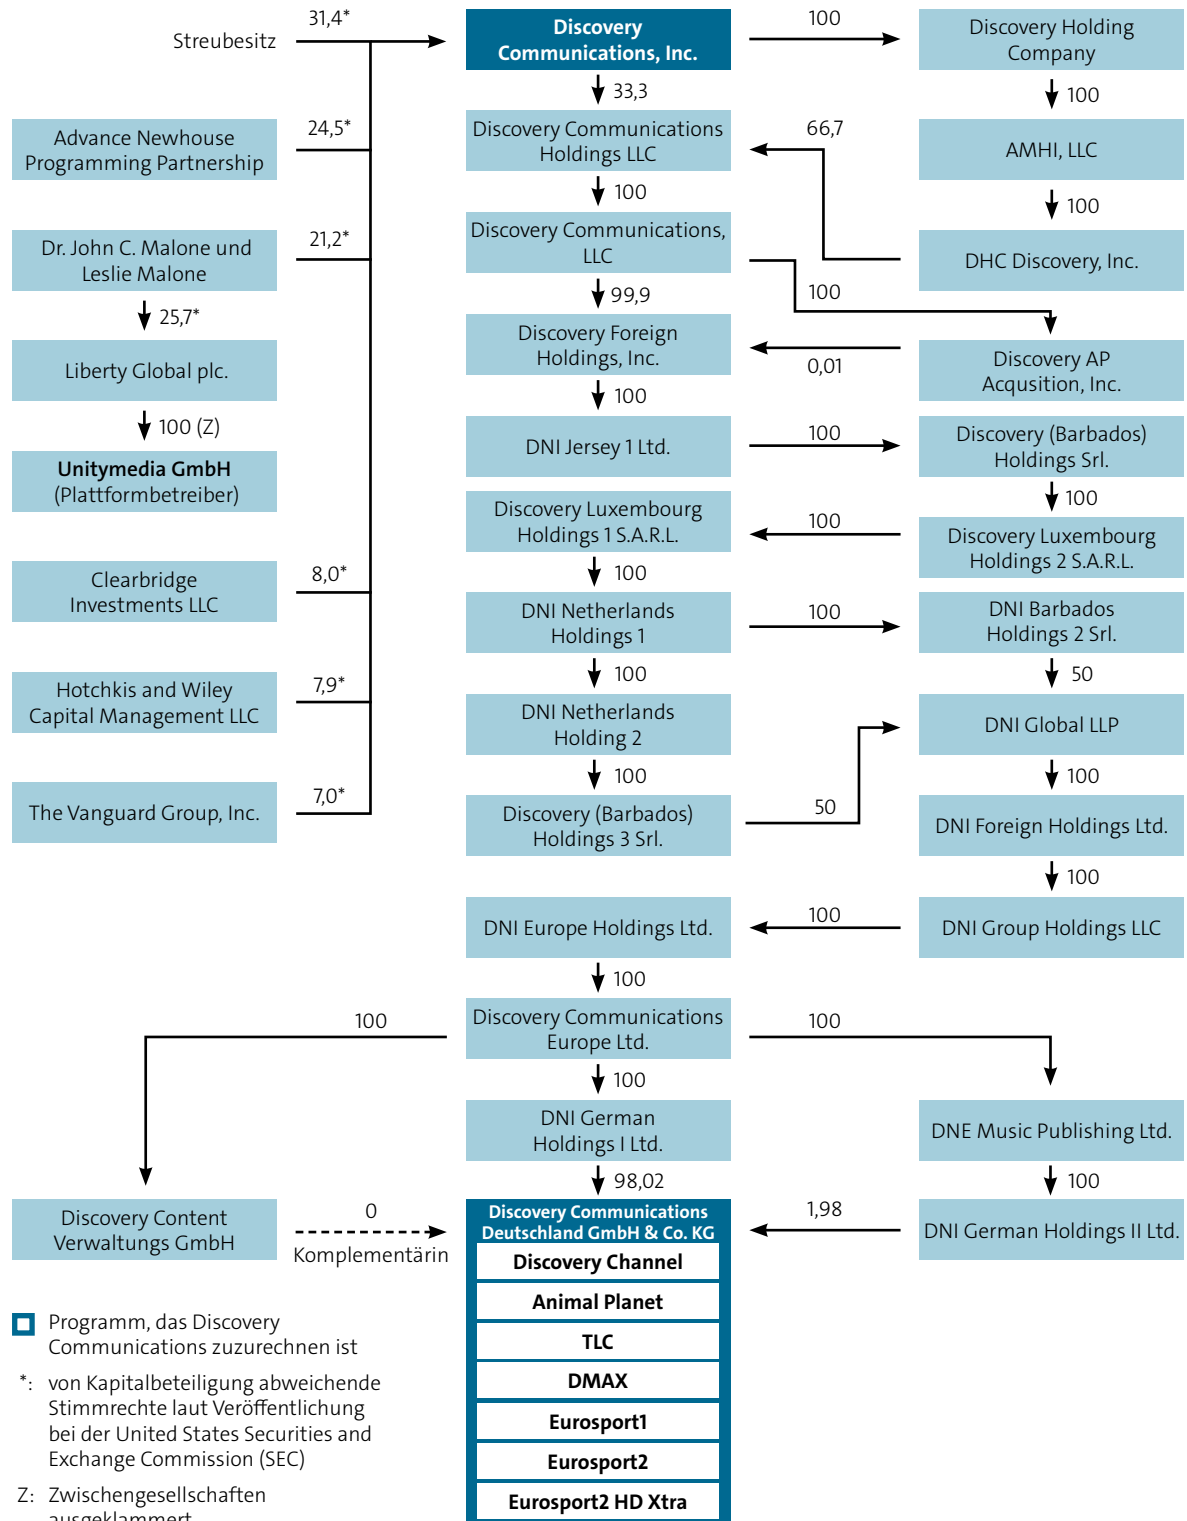 Streubesitz
31,4*
Discovery
Communications, Inc.
100
Discovery Holding
Company
33,3
100
Advance Newhouse
Programming Partnership
24,5*
Discovery Communications
Holdings LLC
66,7
AMHI, LLC
100
100
Dr. John C. Malone und
Leslie Malone
21,2*
Discovery Communications,
LLC
DHC Discovery, Inc.
25,7*
99,9
100
Liberty Global plc.
Discovery Foreign
Holdings, Inc.
0,01
Discovery AP
Acqusition, Inc.
100 (Z)
100
Unitymedia GmbH
(Plattformbetreiber)
DNI Jersey 1 Ltd.
100
Discovery (Barbados)
Holdings Srl.
100
Discovery Luxembourg
Holdings 1 S.A.R.L.
100
Discovery Luxembourg
Holdings 2 S.A.R.L.
Clearbridge
Investments LLC
8,0*
100
DNI Netherlands
Holdings 1
100
DNI Barbados
Holdings 2 Srl.
100
50
Hotchkis and Wiley
Capital Management LLC
7,9*
DNI Netherlands
Holding 2
DNI Global LLP
100
100
The Vanguard Group, Inc.
7,0*
Discovery (Barbados)
Holdings 3 Srl.
50
DNI Foreign Holdings Ltd.
100
DNI Europe Holdings Ltd.
100
DNI Group Holdings LLC
100
100
Discovery Communications
Europe Ltd.
100
100
DNI German
Holdings I Ltd.
DNE Music Publishing Ltd.
98,02
100
Discovery Content
Verwaltungs GmbH
0
Komplementärin
Discovery Communications
Deutschland GmbH & Co. KG
1,98
DNI German Holdings II Ltd.
Discovery Channel
Animal Planet
TLC
DMAX
Eurosport1
Eurosport2
Eurosport2 HD Xtra
Programm, das Discovery
Communications zuzurechnen ist
*: von Kapitalbeteiligung abweichende
Stimmrechte laut Veröffentlichung
bei der United States Securities and
Exchange Commission (SEC)
Z: Zwischengesellschaften
ausgeklammert